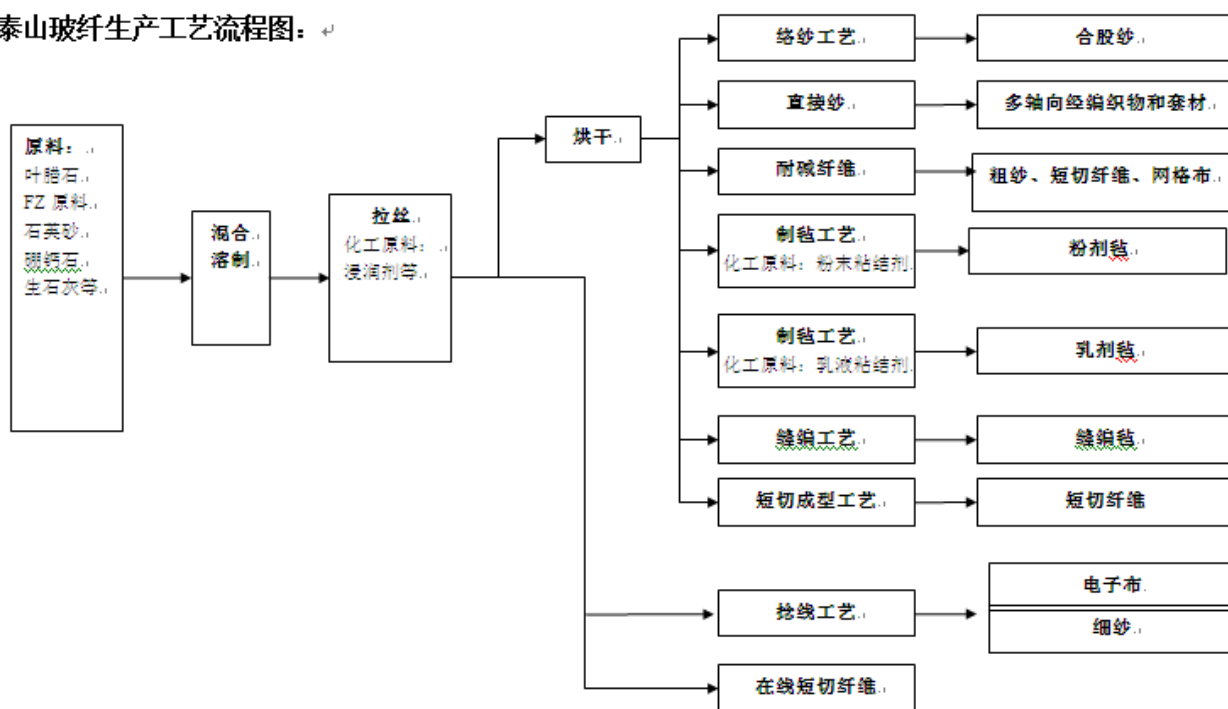 泰山玻纤生产工艺流程图：
原料：
叶腊石
FZ 原料
石英砂
硼钙石
生石灰等
混合
溶制
拉丝
化工原料：
浸润剂等
烘干
络纱工艺
合股纱
直接纱
多轴向经编织物和套材
耐碱纤维
粗纱、短切纤维、网格布
制毡工艺
化工原料：粉末粘结剂
粉剂毡
制毡工艺
化工原料：乳液粘结剂
乳剂毡
缝编工艺
缝编毡
短切成型工艺
短切纤维
捻线工艺
电子布
细纱
在线短切纤维